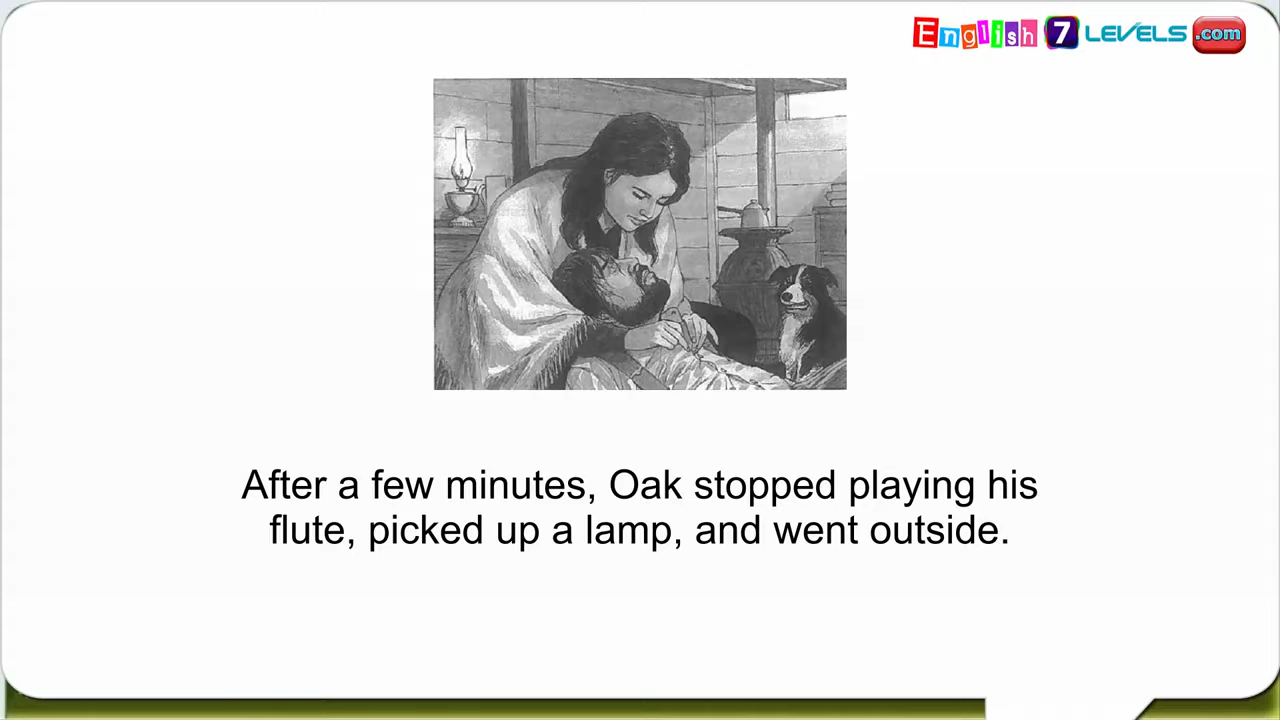 English 7 LEVELS .com
After a few minutes, Oak stopped playing his
flute, picked up a lamp, and went outside.